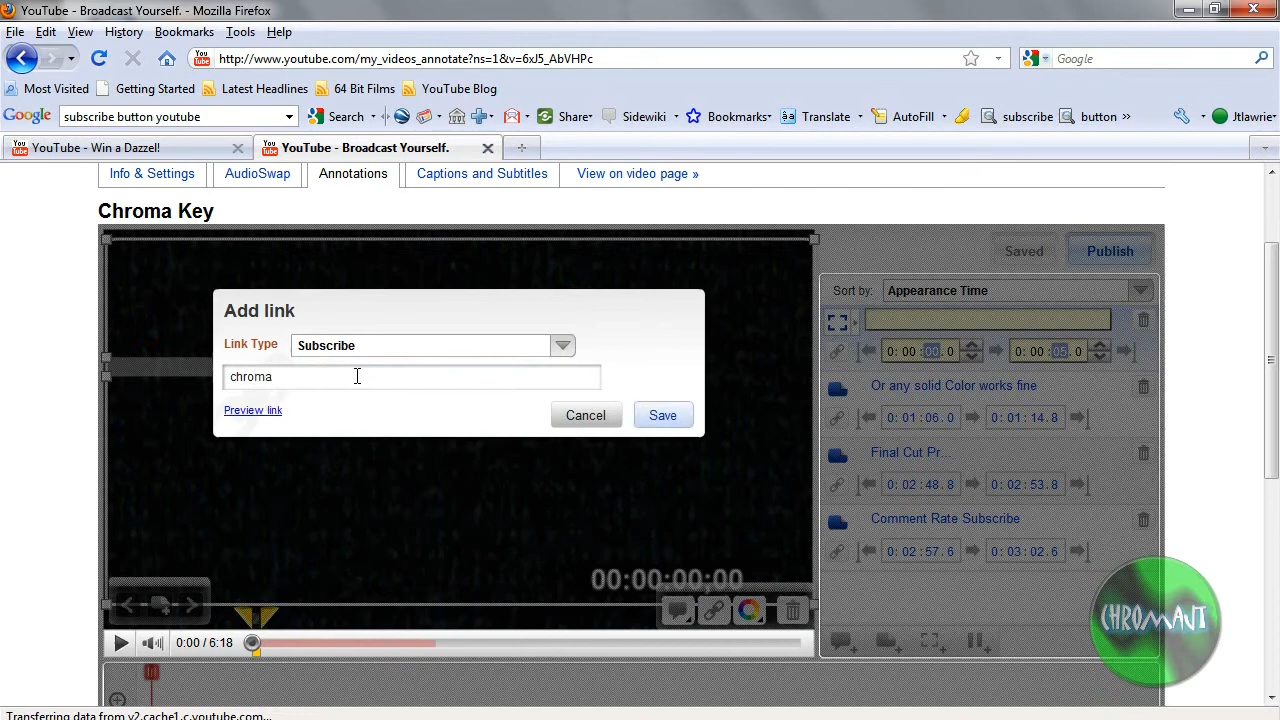 YouTube - Broadcast Yourself. - Mozilla Firefox
File Edit View History Bookmarks Tools Help
http://www.youtube.com/my_videos_annotate?ns=1&v=6xJ5_AbVHPc
Google
Most Visited Getting Started Latest Headlines 64 Bit Films YouTube Blog
Google subscribe button youtube Search Share Sidewiki Bookmarks Translate AutoFill subscribe button » Jtlawrie
YouTube - Win a Dazzel! YouTube - Broadcast Yourself.
Info & Settings AudioSwap Annotations Captions and Subtitles View on video page »
Chroma Key
Saved Publish
Sort by: Appearance Time
Add link
Link Type Subscribe
chroma
Preview link
Cancel Save
0: 00 : 00. 0 0: 00 : 05. 0
Or any solid Color works fine
0: 01 : 06. 0 0: 01 : 14. 8
Final Cut Pr...
0: 02 : 48. 8 0: 02 : 53. 8
Comment Rate Subscribe
0: 02 : 57. 6 0: 03 : 02. 6
00:00:00;00
0:00 / 6:18
CHROMAJT
Transferring data from v2.cache1.c.youtube.com...